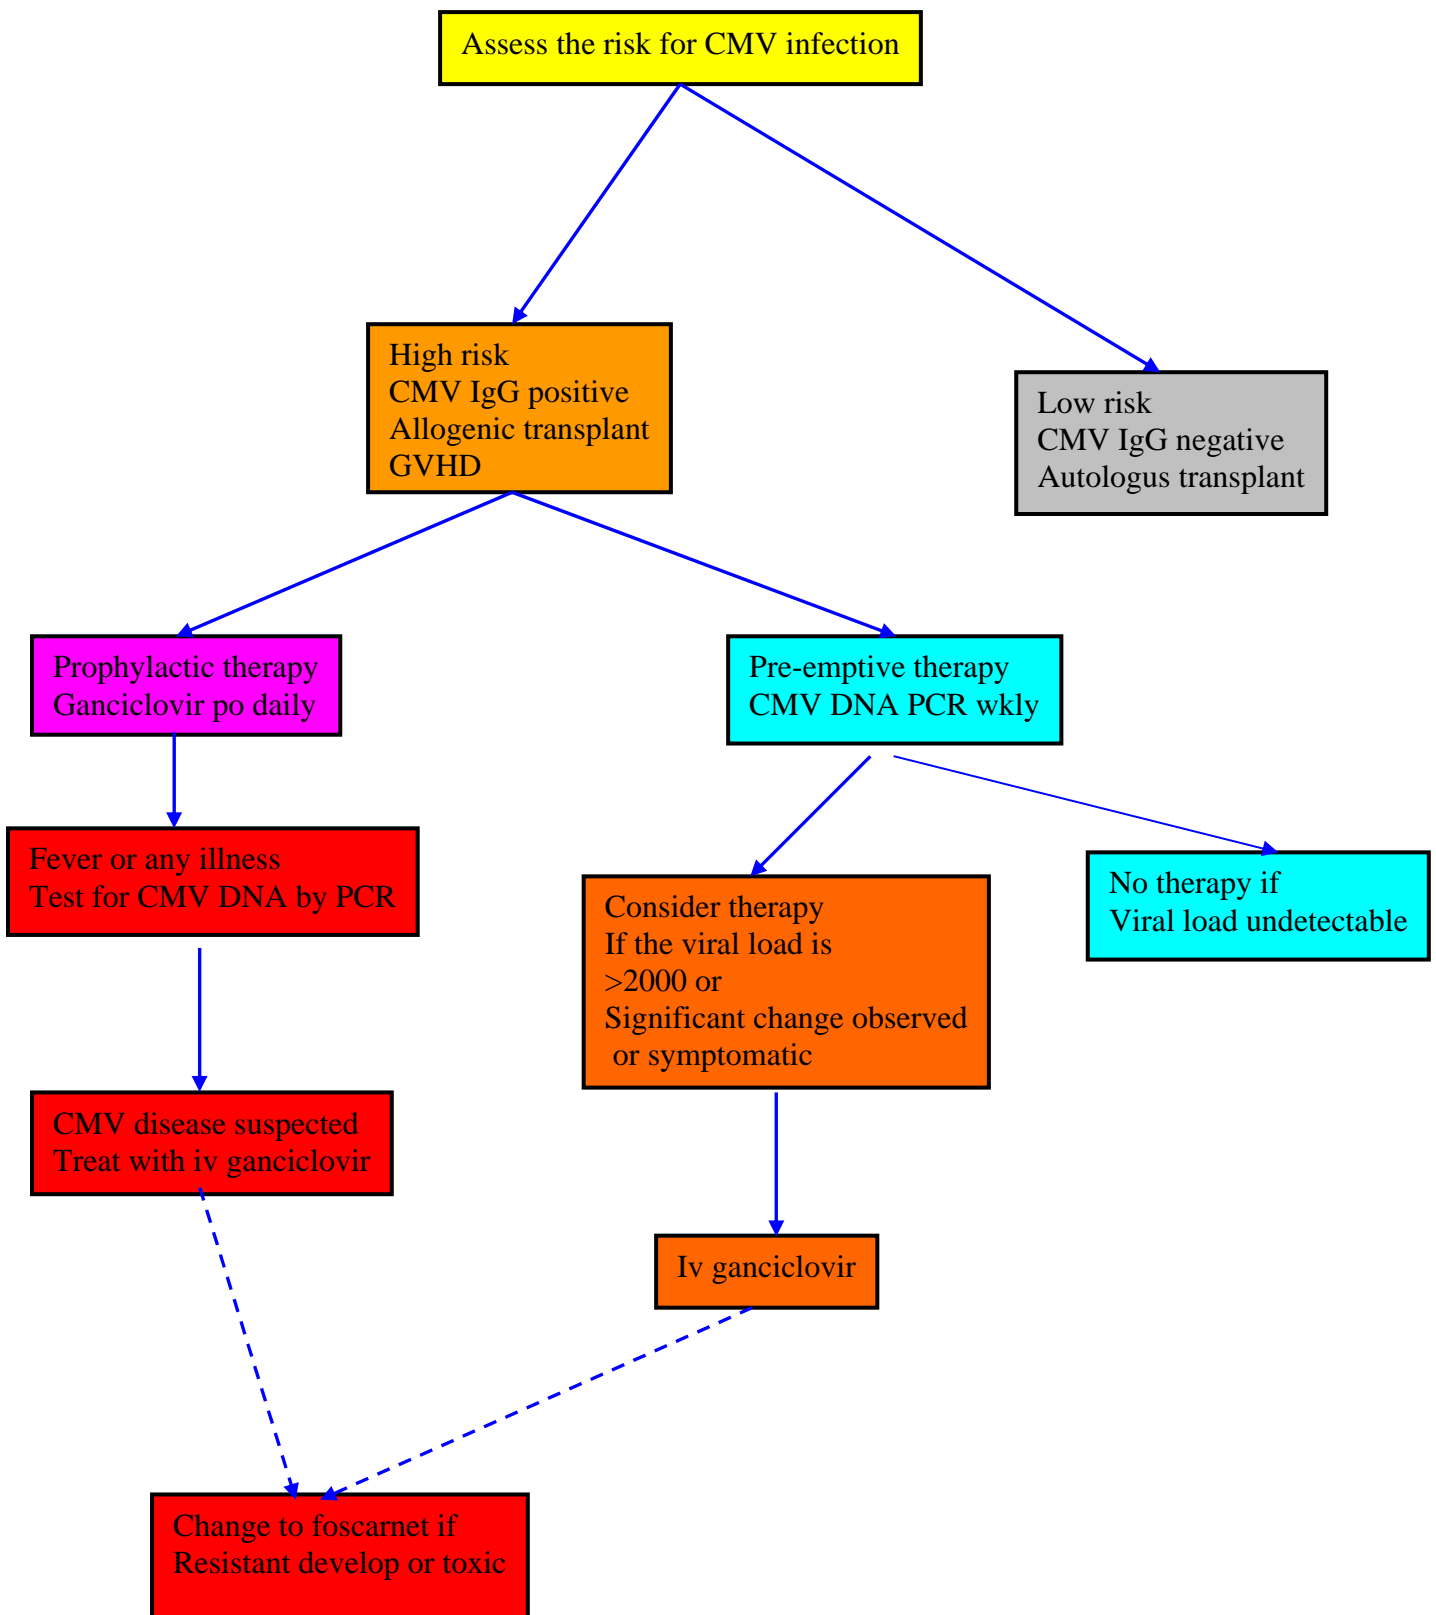 Assess the risk for CMV infection
High risk
CMV IgG positive
Allogenic transplant
GVHD
Low risk
CMV IgG negative
Autologus transplant
Prophylactic therapy
Ganciclovir po daily
Pre-emptive therapy
CMV DNA PCR wkly
Fever or any illness
Test for CMV DNA by PCR
Consider therapy
If the viral load is
>2000 or
Significant change observed
or symptomatic
No therapy if
Viral load undetectable
CMV disease suspected
Treat with iv ganciclovir
Iv ganciclovir
Change to foscarnet if
Resistant develop or toxic